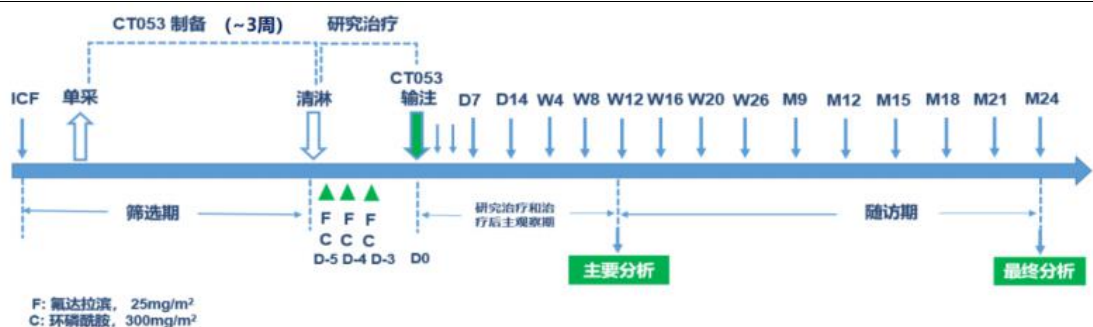 CT053 制备 (~3周) 研究治疗
ICF 单采 清淋 CT053
输注 D7 D14 W4 W8 W12 W16 W20 W26 M9 M12 M15 M18 M21 M24
筛选期 研究治疗和治
疗后主观察期 随访期
F F F
C C C
D-5 D-4 D-3 D0
主要分析 最终分析
F: 氟达拉滨， 25mg/m²
C: 环磷酰胺，300mg/m²